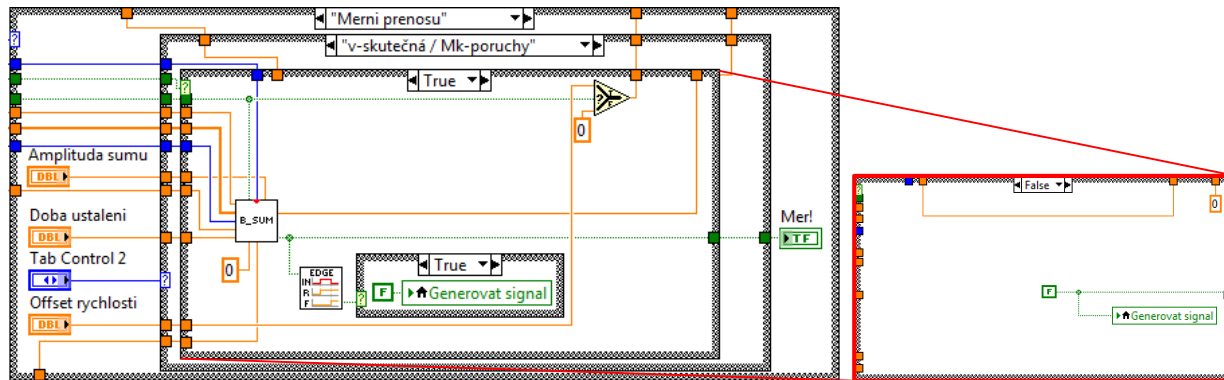 "Merni prenosu"
"v-skutečná / Mk-poruchy"
True
?
?
?
T
F
0
Amplituda sumu
DBL
B_SUM
Doba ustaleni
DBL
Mer!
TF
Tab Control 2
?
0
EDGE
IN
R
F
True
?
F
Generovat signal
Offset rychlosti
DBL
False
?
0
F
Generovat signal